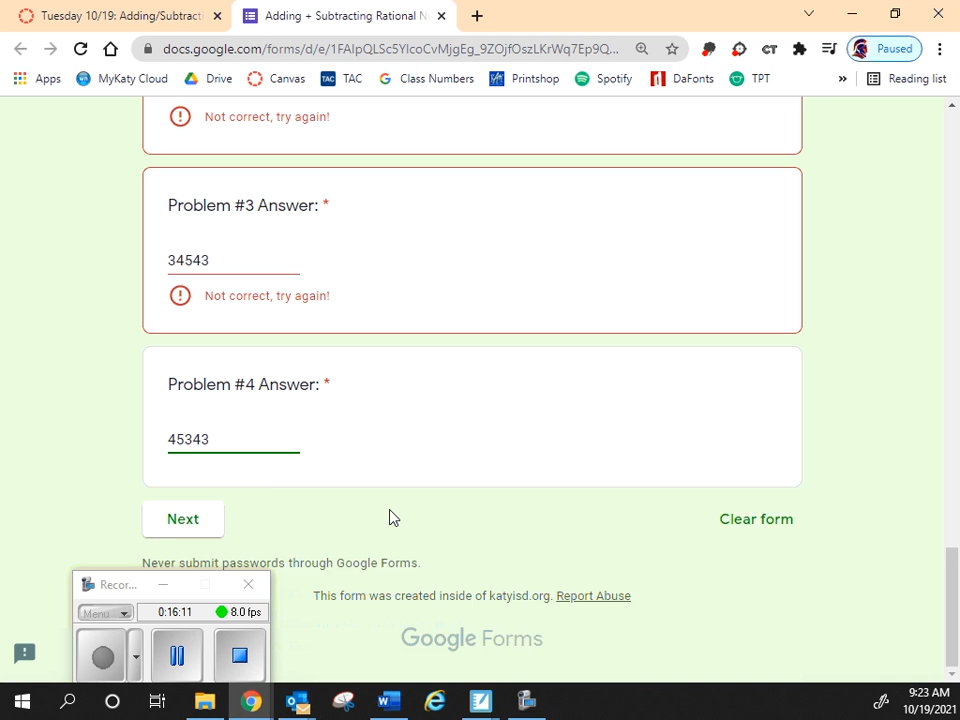 Tuesday 10/19: Adding/Subtracti
Adding + Subtracting Rational N
docs.google.com/forms/d/e/1FAIpQLSc5YlcoCvMjgEg_9ZOjfOszLKrWq7Ep9Q...
CT
Paused
Apps
MyKaty Cloud
Drive
Canvas
TAC
TAC
Class Numbers
Printshop
Spotify
DaFonts
TPT
»
Reading list
Not correct, try again!
Problem #3 Answer: *
34543
Not correct, try again!
Problem #4 Answer: *
45343
Next
Clear form
Never submit passwords through Google Forms.
This form was created inside of katyisd.org. Report Abuse
Google Forms
Recor...
Menu
0:16:11
8.0 fps
9:23 AM
10/19/2021